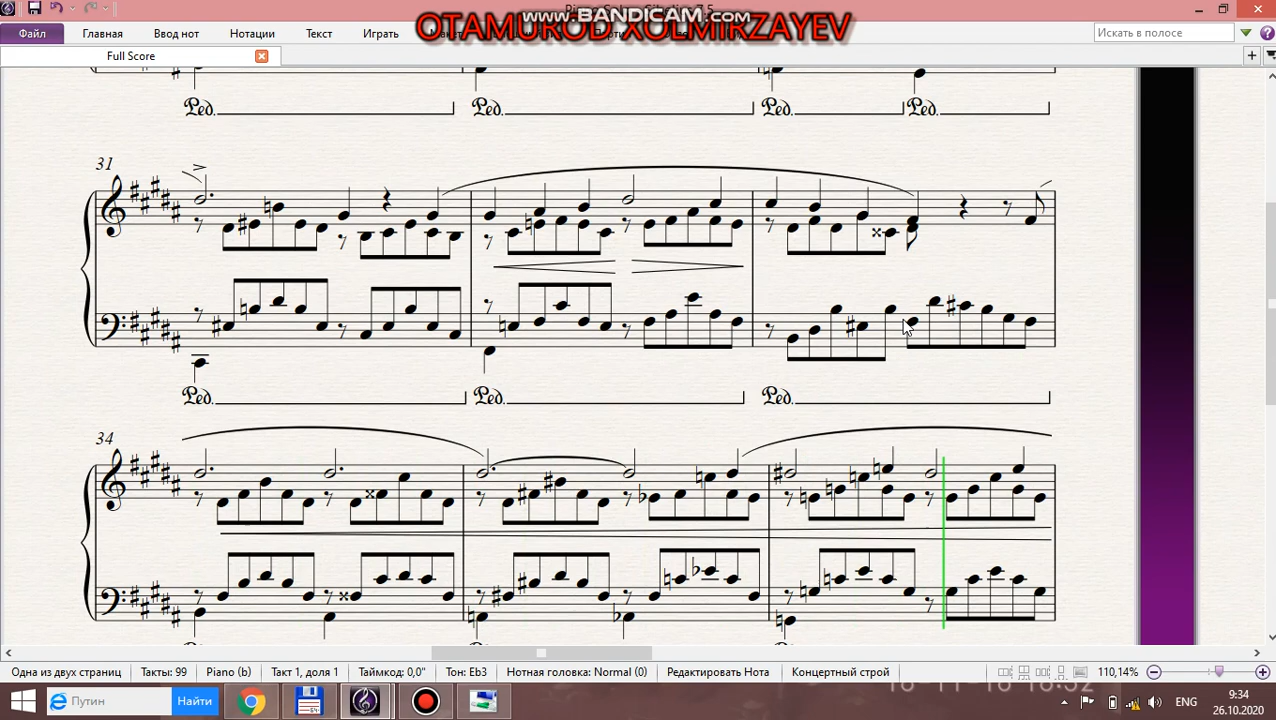 www.BANDICAM.com
OTAMUROD XOLMIRZAYEV
Файл Главная Ввод нот Нотации Текст Играть Искать в полосе
Full Score
Ped. Ped. Ped. Ped.
31
Ped. Ped. Ped.
34
Одна из двух страниц Такты: 99 Piano (b) Такт 1, доля 1 Таймкод: 0,0" Тон: Eb3 Нотная головка: Normal (0) Редактировать Нота Концертный строй 110,14%
Путин Найти ENG 9:34
26.10.2020